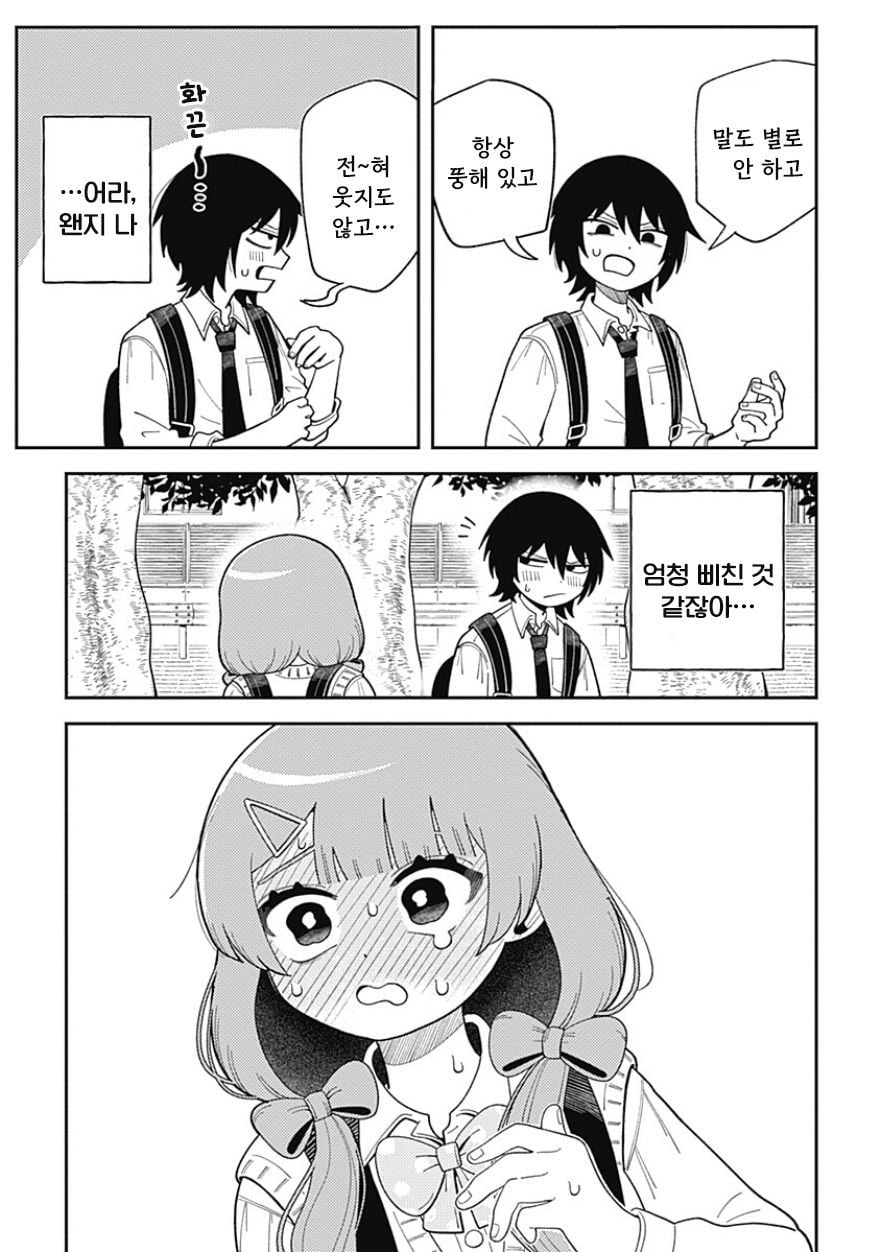 말도 별로
안 하고
항상
뚱해 있고
전~혀
웃지도
않고…
화
끈
~…
…어라,
왠지 나
엄청 삐친 것
같잖아…